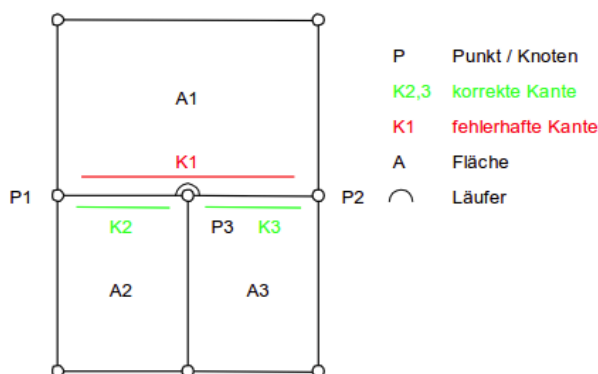 A1
K1
P1
P2
K2
P3
K3
A2
A3
P Punkt / Knoten
K2,3 korrekte Kante
K1 fehlerhafte Kante
A Fläche
Läufer